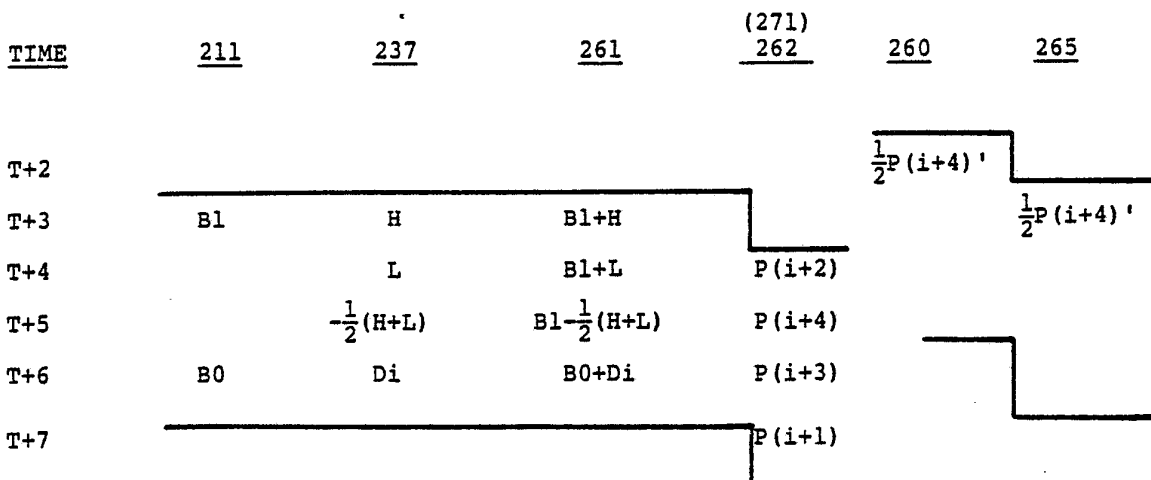 (271)
TIME 211 237 261 262 260 265
T+2 ½P(i+4)'
T+3 B1 H B1+H ½P(i+4)'
T+4 L B1+L P(i+2)
T+5 -½(H+L) B1-½(H+L) P(i+4)
T+6 B0 Di B0+Di P(i+3)
T+7 P(i+1)